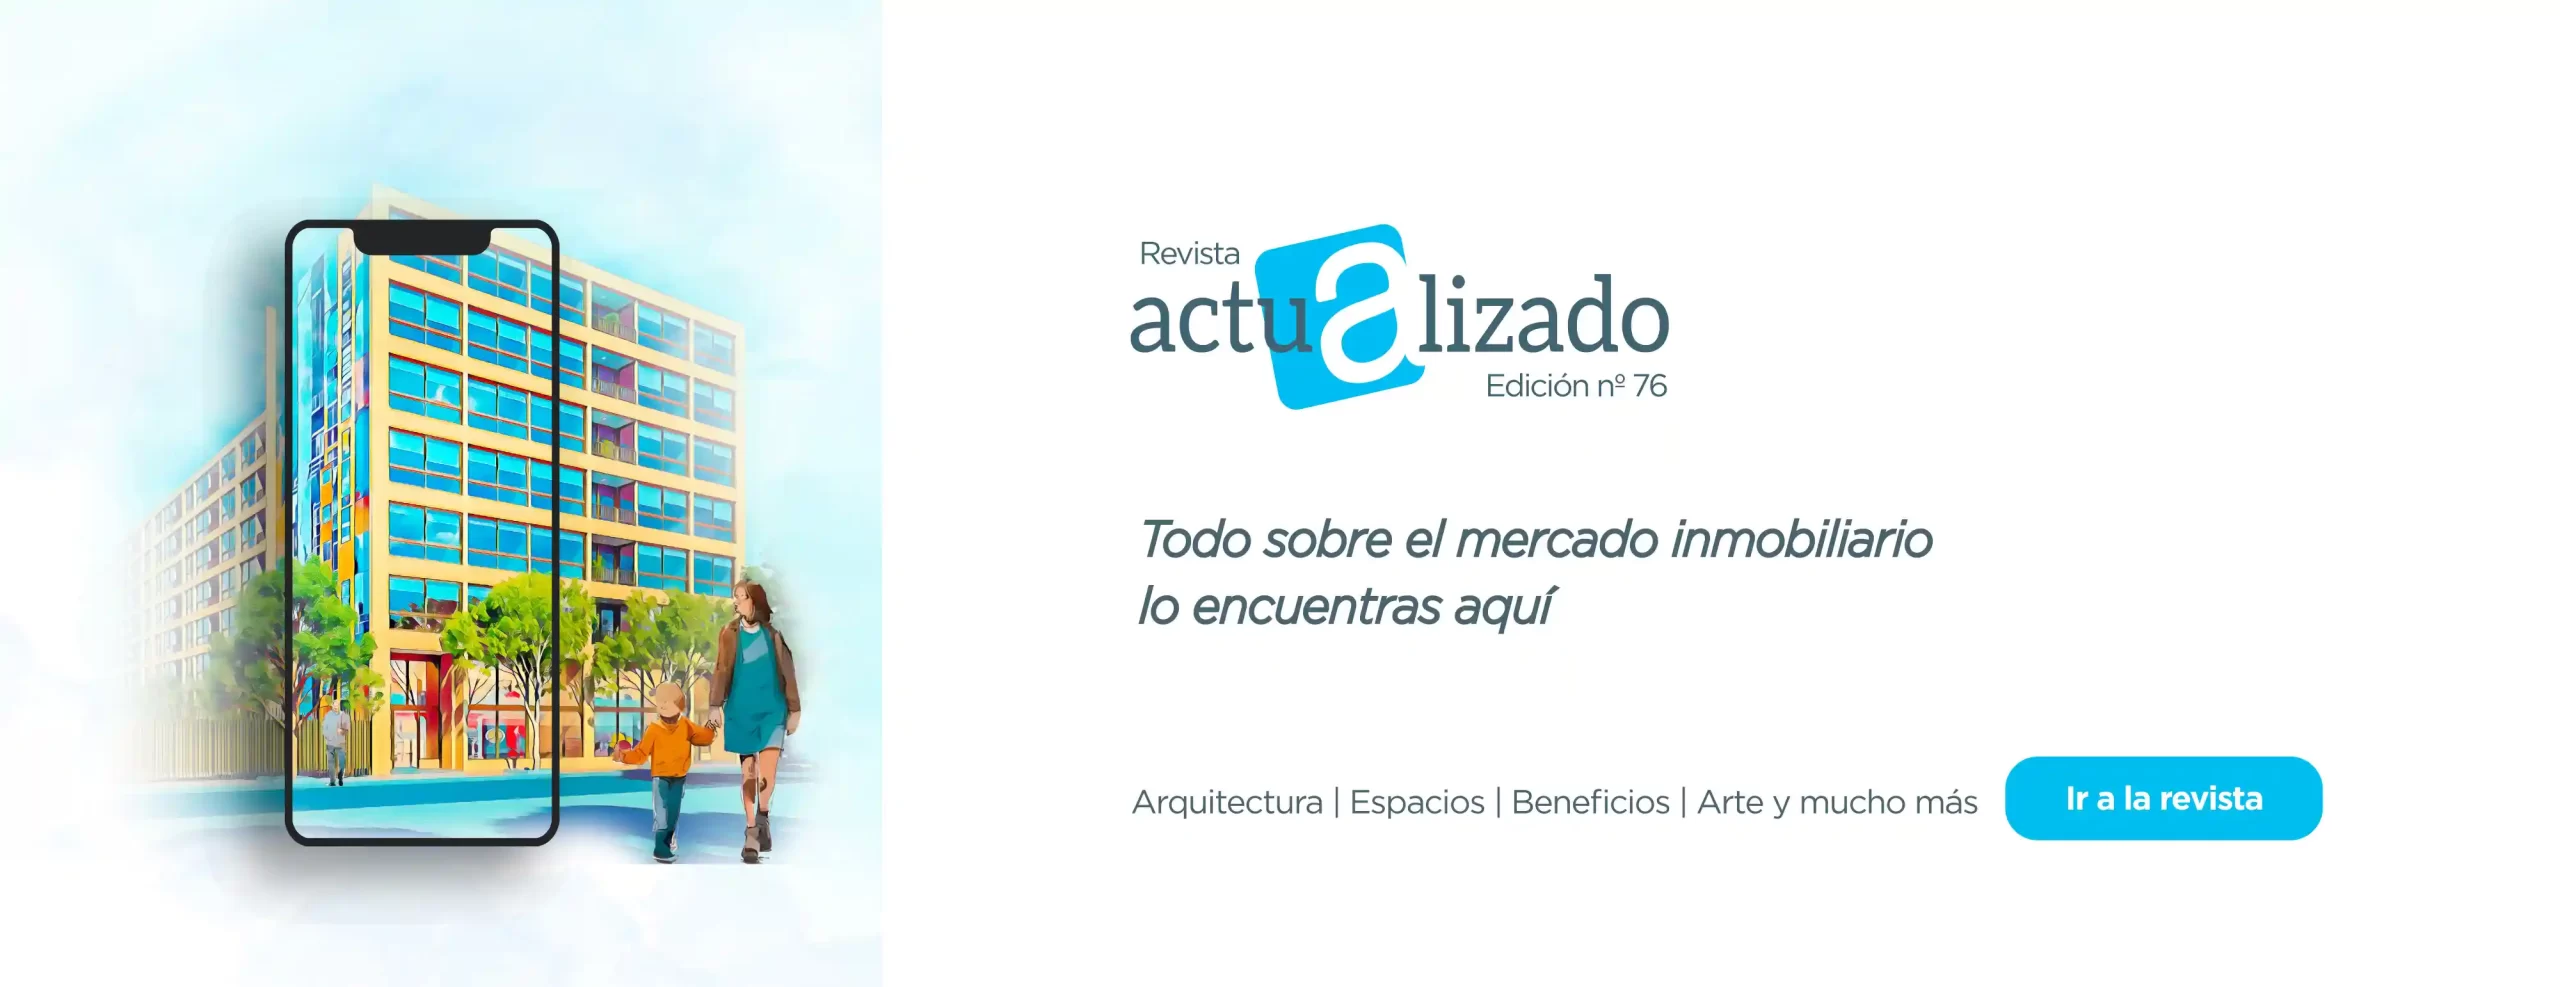 Revista
actualizado
Edición nº 76
Todo sobre el mercado inmobiliario
lo encuentras aquí
Arquitectura | Espacios | Beneficios | Arte y mucho más
Ir a la revista